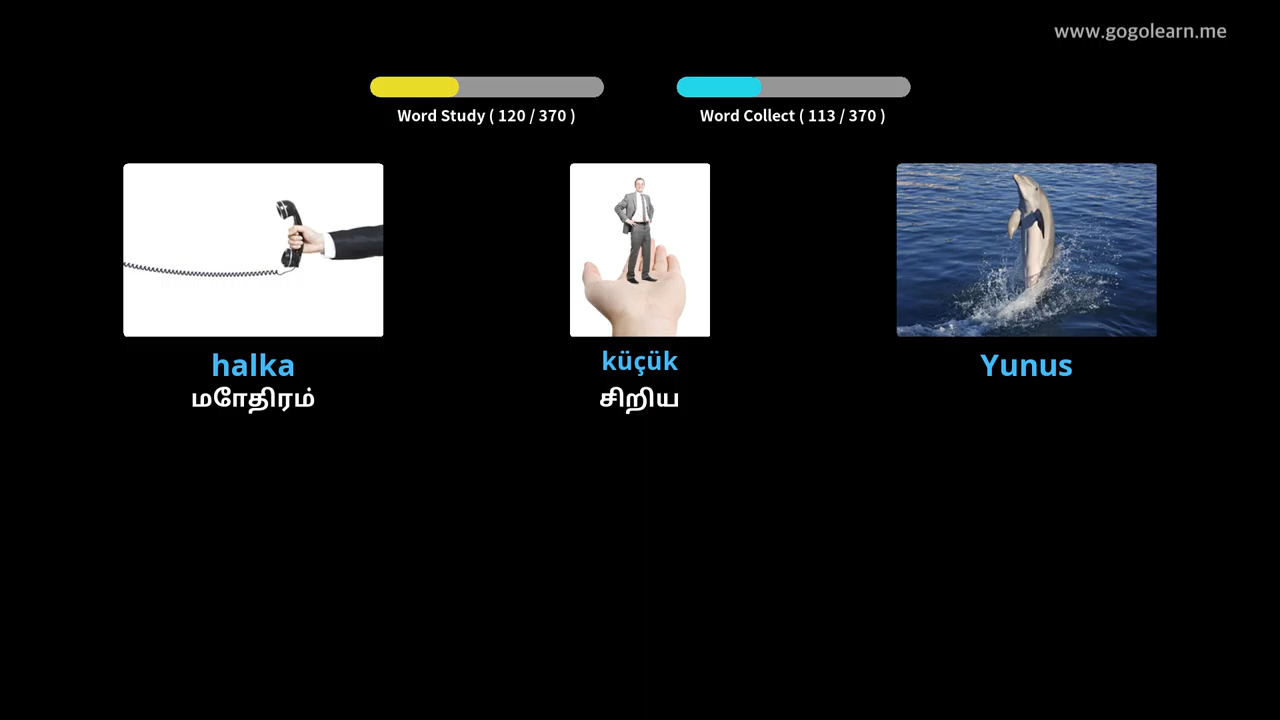 www.gogolearn.me
Word Study ( 120 / 370 )
Word Collect ( 113 / 370 )
halka
மோதிரம்
küçük
சிறிய
Yunus